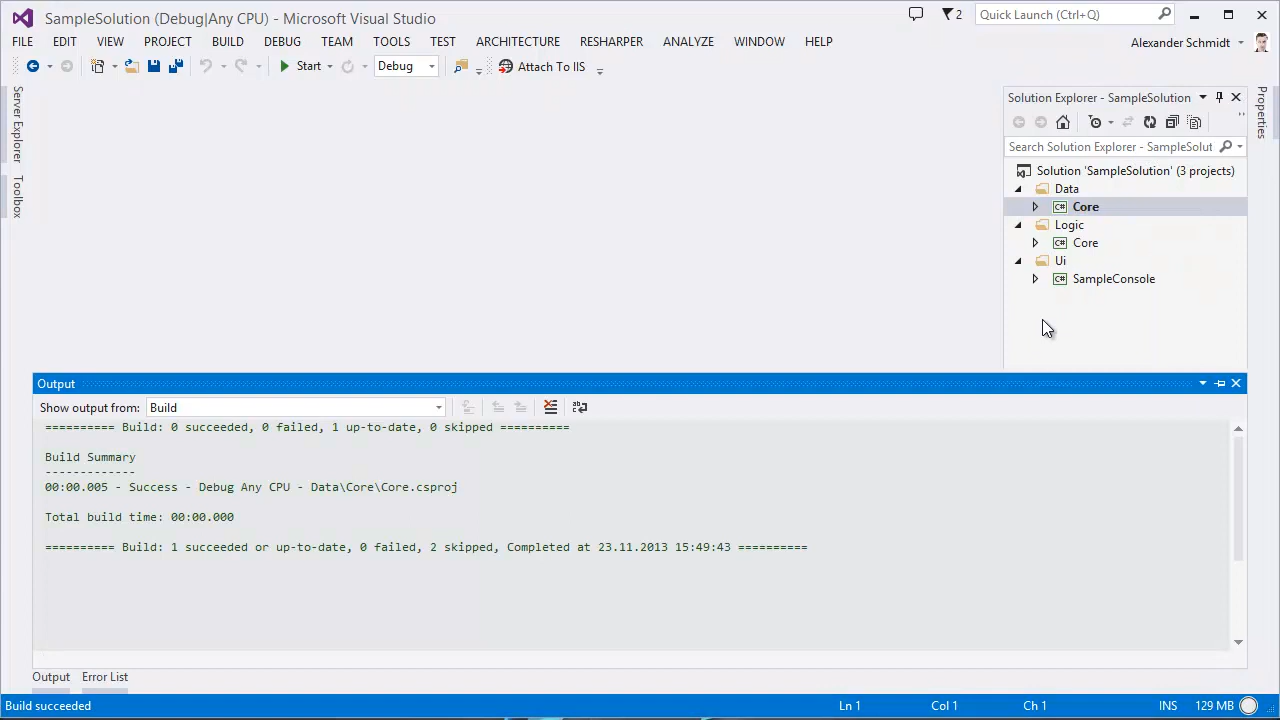 SampleSolution (Debug|Any CPU) - Microsoft Visual Studio
2
Quick Launch (Ctrl+Q)
FILE EDIT VIEW PROJECT BUILD DEBUG TEAM TOOLS TEST ARCHITECTURE RESHARPER ANALYZE WINDOW HELP
Alexander Schmidt
Start
Debug
Attach To IIS
Server Explorer
Toolbox
Solution Explorer - SampleSolution
Search Solution Explorer - SampleSolut
Solution 'SampleSolution' (3 projects)
Data
C# Core
Logic
C# Core
Ui
C# SampleConsole
Properties
Output
Show output from: Build
========== Build: 0 succeeded, 0 failed, 1 up-to-date, 0 skipped ==========
Build Summary
-------------
00:00.005 - Success - Debug Any CPU - Data\Core\Core.csproj
Total build time: 00:00.000
========== Build: 1 succeeded or up-to-date, 0 failed, 2 skipped, Completed at 23.11.2013 15:49:43 ==========
Output Error List
Build succeeded Ln 1 Col 1 Ch 1 INS 129 MB